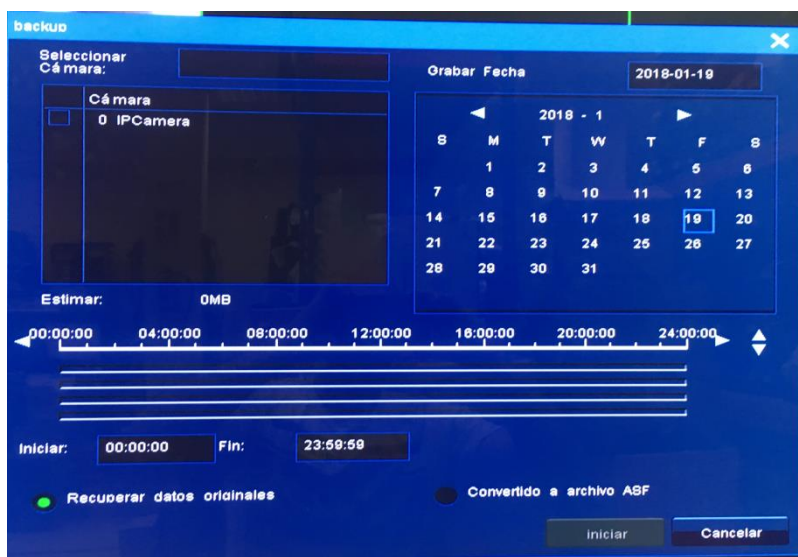 backup
Seleccionar
Cámara:
Grabar Fecha
2018-01-19
Cámara
0 IPCamera
2018 - 1
S M T W T F S
1 2 3 4 5 6
7 8 9 10 11 12 13
14 15 16 17 18 19 20
21 22 23 24 25 26 27
28 29 30 31
Estimar: 0MB
00:00:00 04:00:00 08:00:00 12:00:00 16:00:00 20:00:00 24:00:00
Iniciar: 00:00:00 Fin: 23:59:59
Recuperar datos originales
Convertido a archivo ASF
iniciar
Cancelar